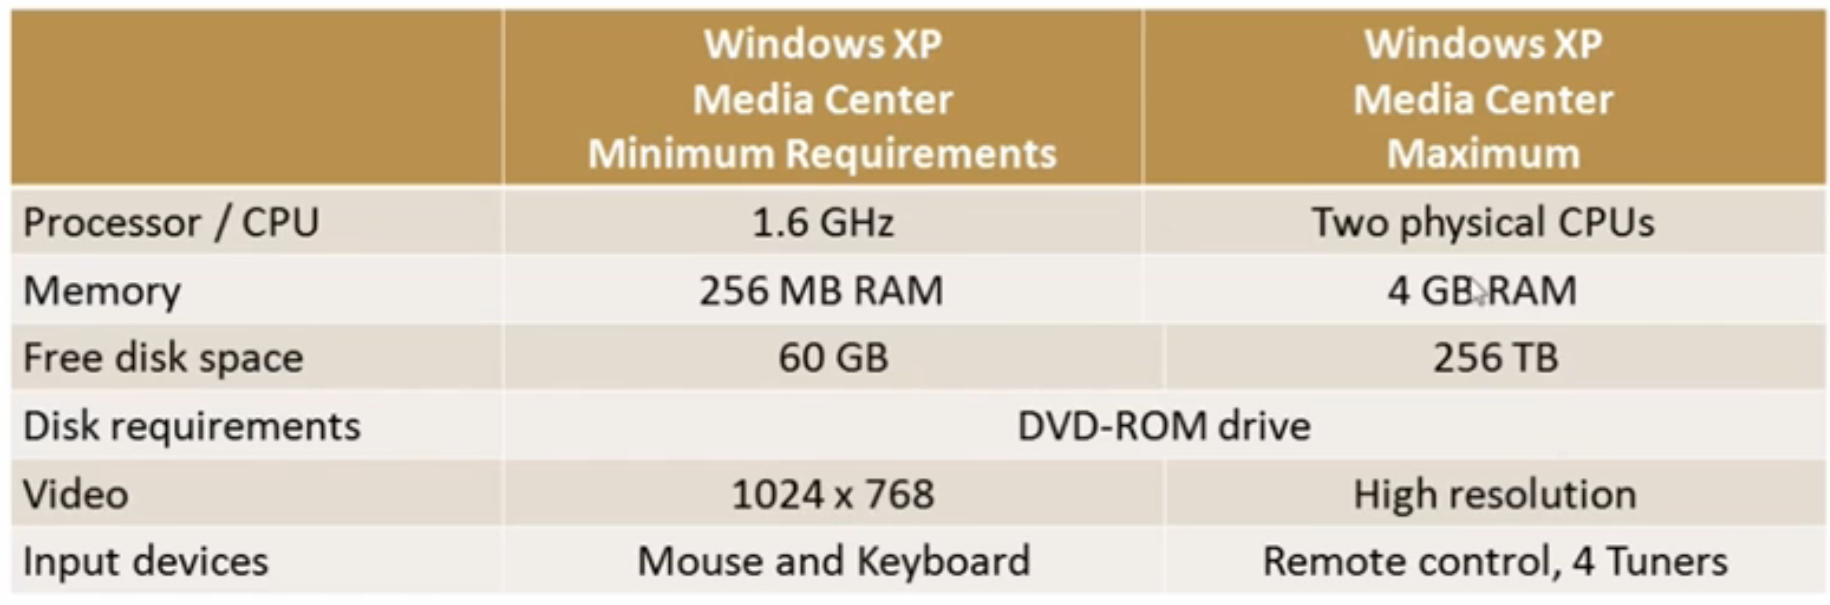 Windows XP
Media Center
Minimum Requirements
Windows XP
Media Center
Maximum
Processor / CPU 1.6 GHz Two physical CPUs
Memory 256 MB RAM 4 GB RAM
Free disk space 60 GB 256 TB
Disk requirements DVD-ROM drive
Video 1024 x 768 High resolution
Input devices Mouse and Keyboard Remote control, 4 Tuners